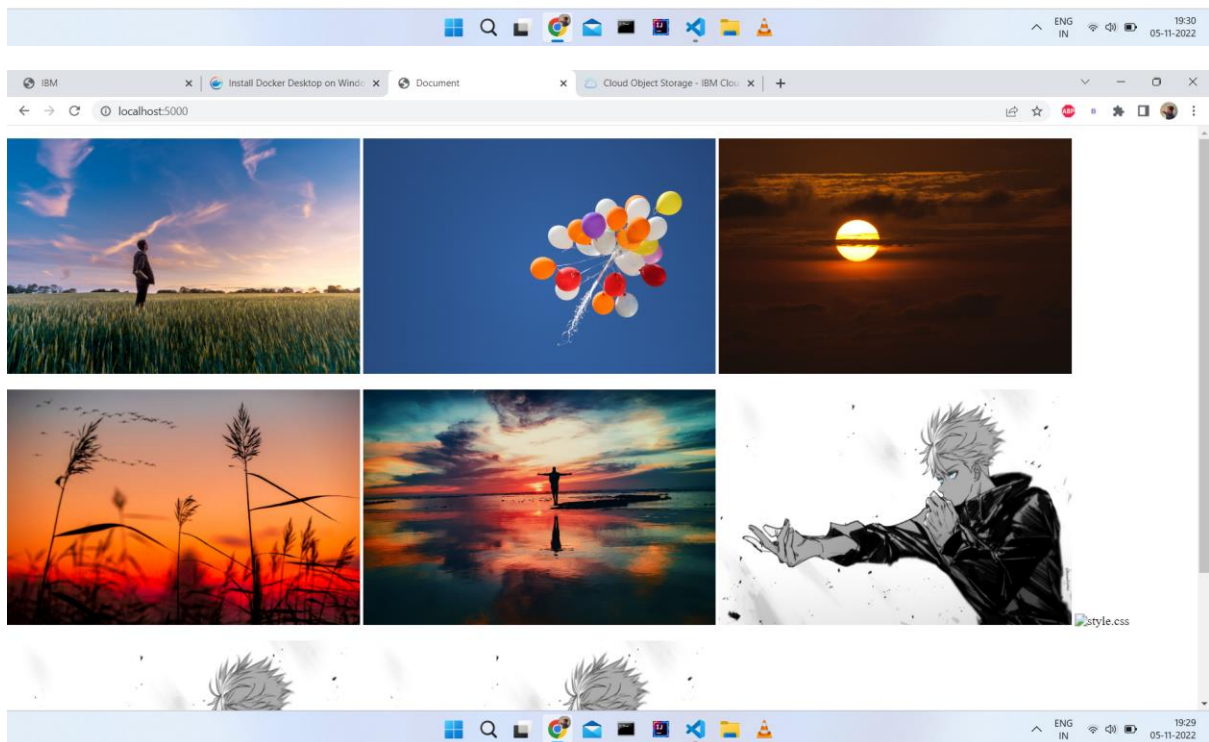 ENG 19:30
IN 05-11-2022
IBM Install Docker Desktop on Windo Document Cloud Object Storage - IBM Clou
localhost:5000
ABP
style.css
ENG 19:29
IN 05-11-2022